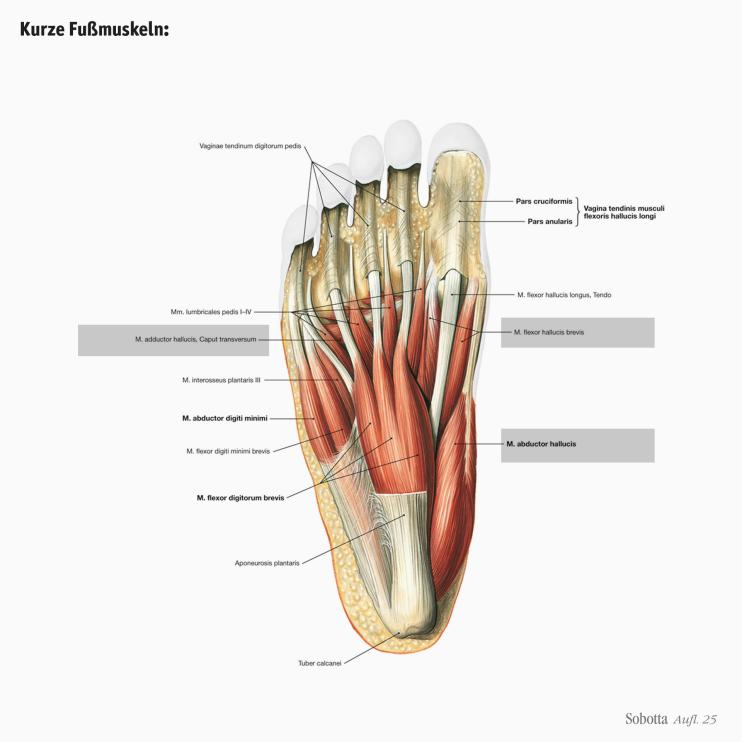 Kurze Fußmuskeln:
Vaginae tendinum digitorum pedis
Pars cruciformis
Pars anularis
Vagina tendinis musculi
flexoris hallucis longi
M. flexor hallucis longus, Tendo
Mm. lumbricales pedis I–IV
M. flexor hallucis brevis
M. adductor hallucis, Caput transversum
M. interosseus plantaris III
M. abductor digiti minimi
M. abductor hallucis
M. flexor digiti minimi brevis
M. flexor digitorum brevis
Aponeurosis plantaris
Tuber calcanei
Sobotta Aufl. 25